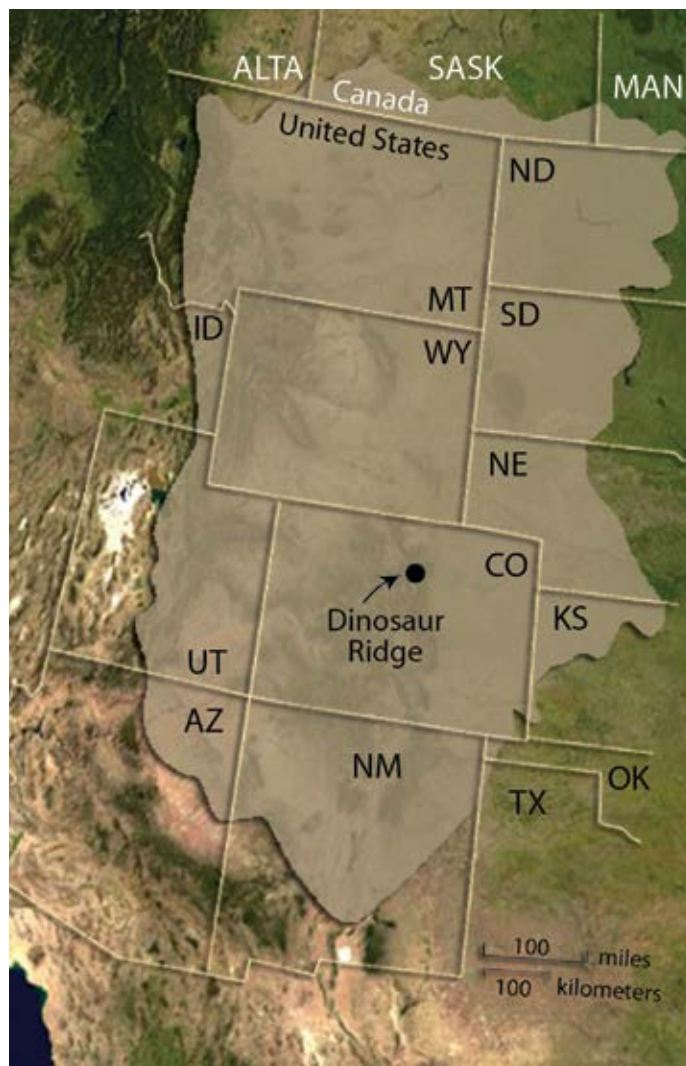 ALTA
SASK
MAN
Canada
United States
ND
MT
SD
ID
WY
NE
CO
Dinosaur
Ridge
KS
UT
AZ
NM
OK
TX
100 miles
100 kilometers